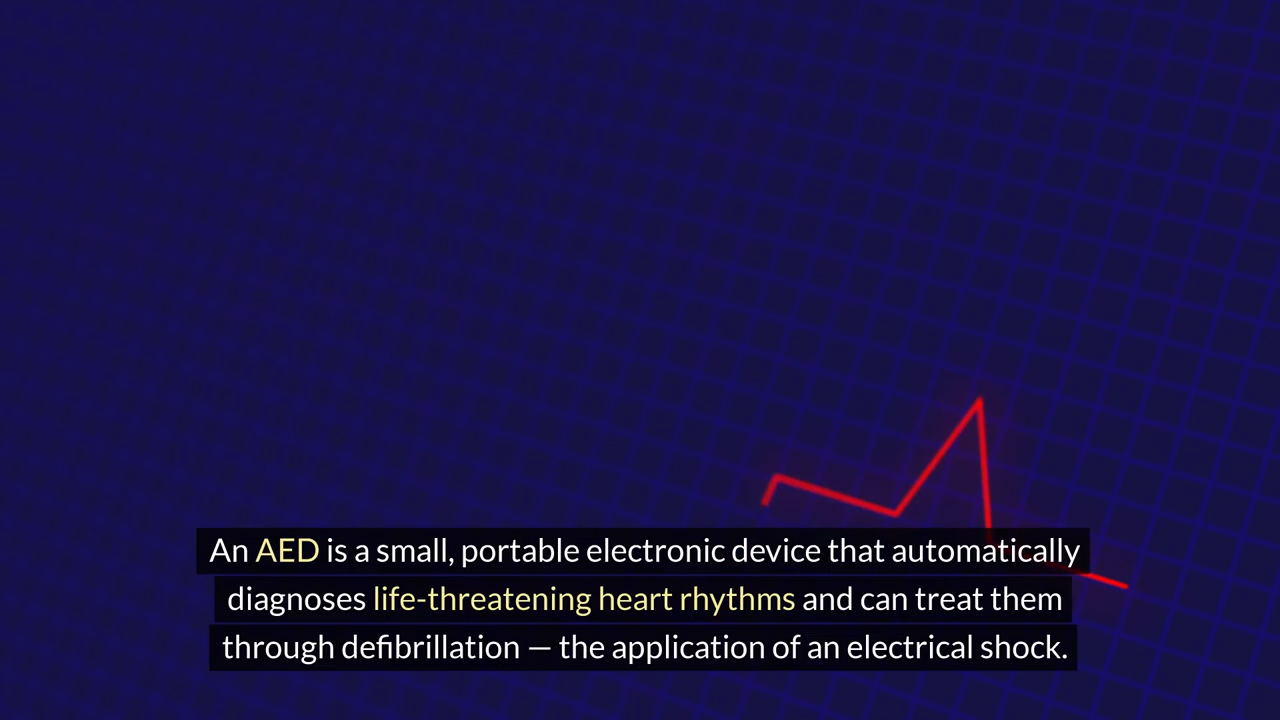 An AED is a small, portable electronic device that automatically
diagnoses life-threatening heart rhythms and can treat them
through defibrillation — the application of an electrical shock.